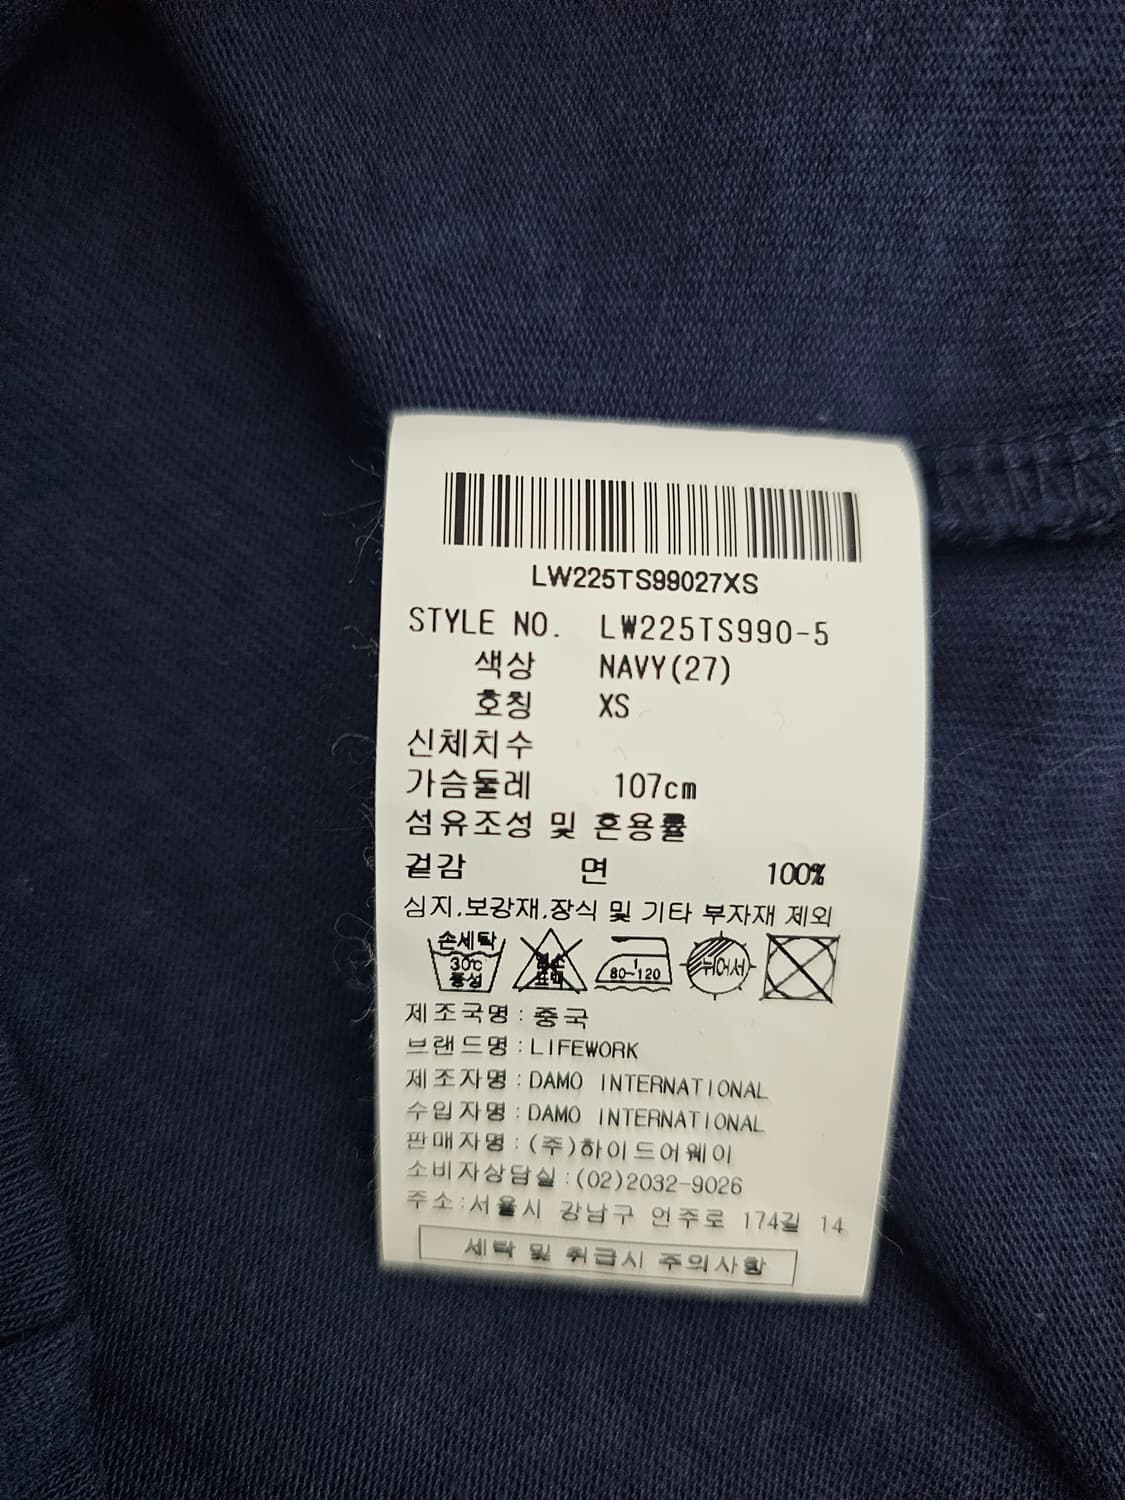 LW225TS99027XS
STYLE NO. LW225TS990-5
색상 NAVY(27)
호칭 XS
신체치수
가슴둘레 107cm
섬유조성 및 혼용률
겉감 면 100%
심지,보강재,장식 및 기타 부자재 제외
손세탁 30℃ 중성 염소 표백 1 80~120 뉘어서
제조국명:중국
브랜드명:LIFEWORK
제조자명:DAMO INTERNATIONAL
수입자명:DAMO INTERNATIONAL
판매자명:(주)하이드어웨이
소비자상담실:(02)2032-9026
주소:서울시 강남구 언주로 174길 14
세탁 및 취급시 주의사항